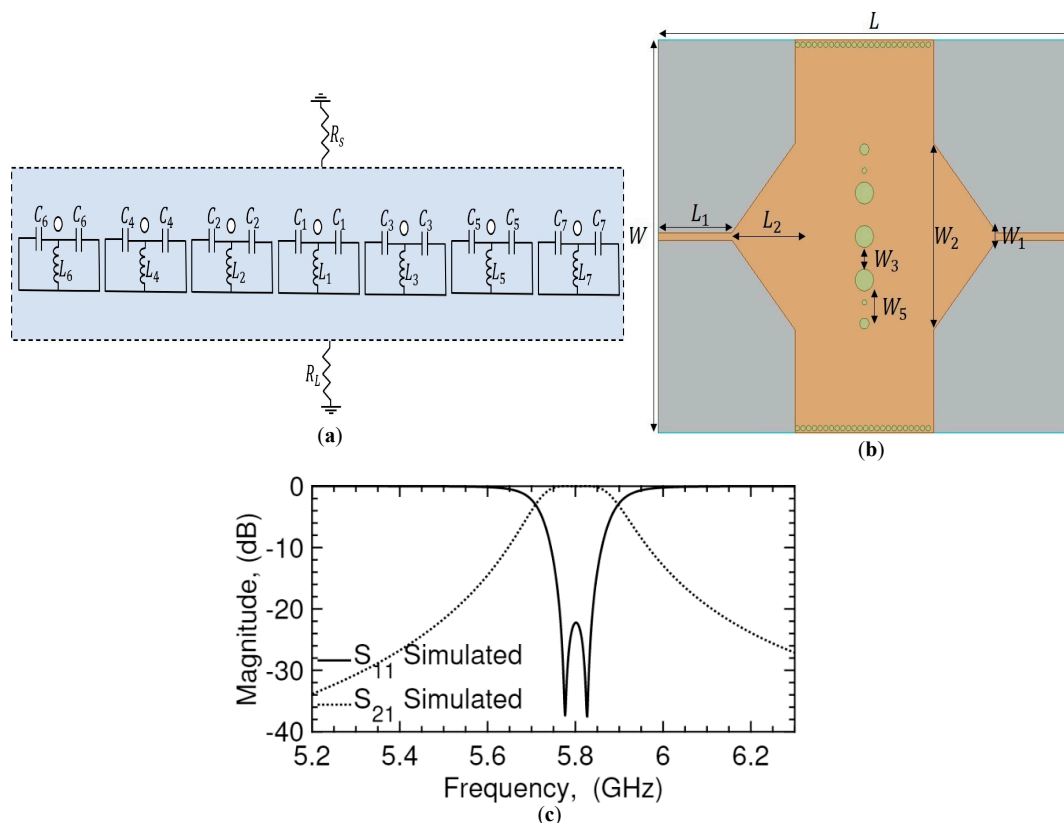 R_s
C_6 C_6 C_4 C_4 C_2 C_2 C_1 C_1 C_3 C_3 C_5 C_5 C_7 C_7
L_6 L_4 L_2 L_1 L_3 L_5 L_7
R_L
(a)
L
W
L_1
L_2
W_2
W_1
W_3
W_5
(b)
Magnitude, (dB)
0
-10
-20
-30
-40
S_11 Simulated
S_21 Simulated
5.2 5.4 5.6 5.8 6 6.2
Frequency, (GHz)
(c)